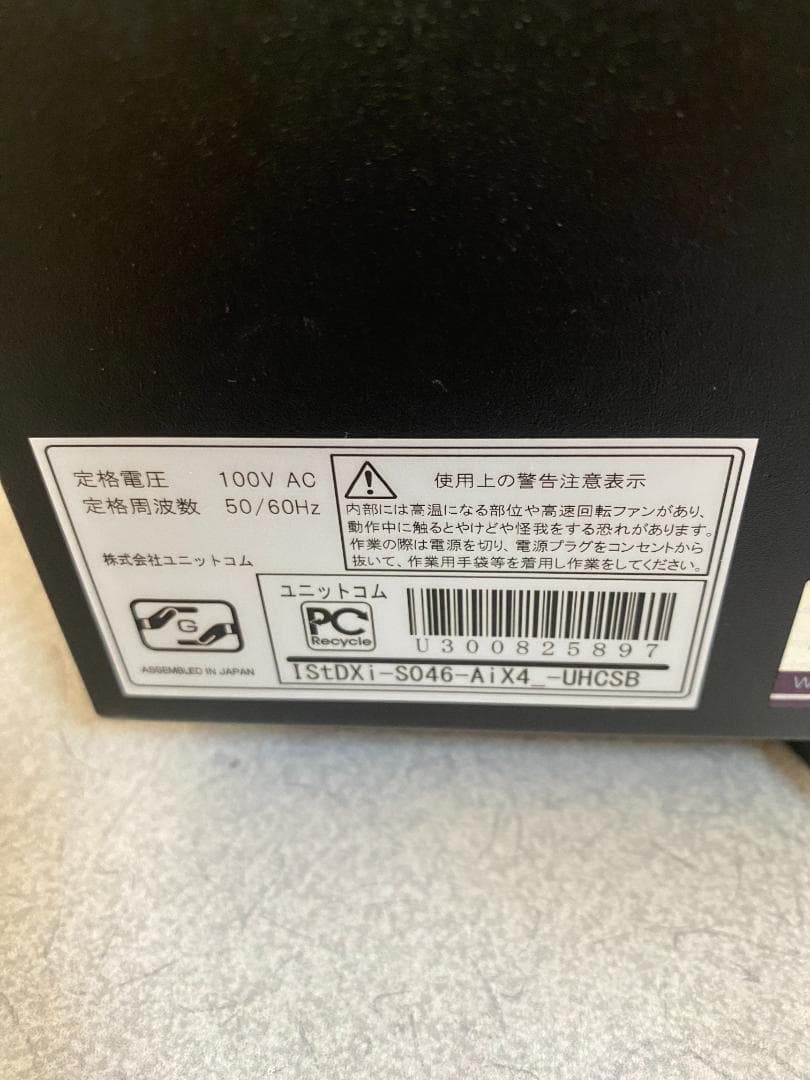 定格電圧 100V AC
定格周波数 50/60Hz
株式会社ユニットコム
G
ASSEMBLED IN JAPAN
使用上の警告注意表示
内部には高温になる部位や高速回転ファンがあり、
動作中に触るとやけどや怪我をする恐れがあります。
作業の際は電源を切り、電源プラグをコンセントから
抜いて、作業用手袋等を着用し作業をしてください。
ユニットコム
PC
Recycle
U300825897
IStDXi-S046-AiX4_-UHCSB